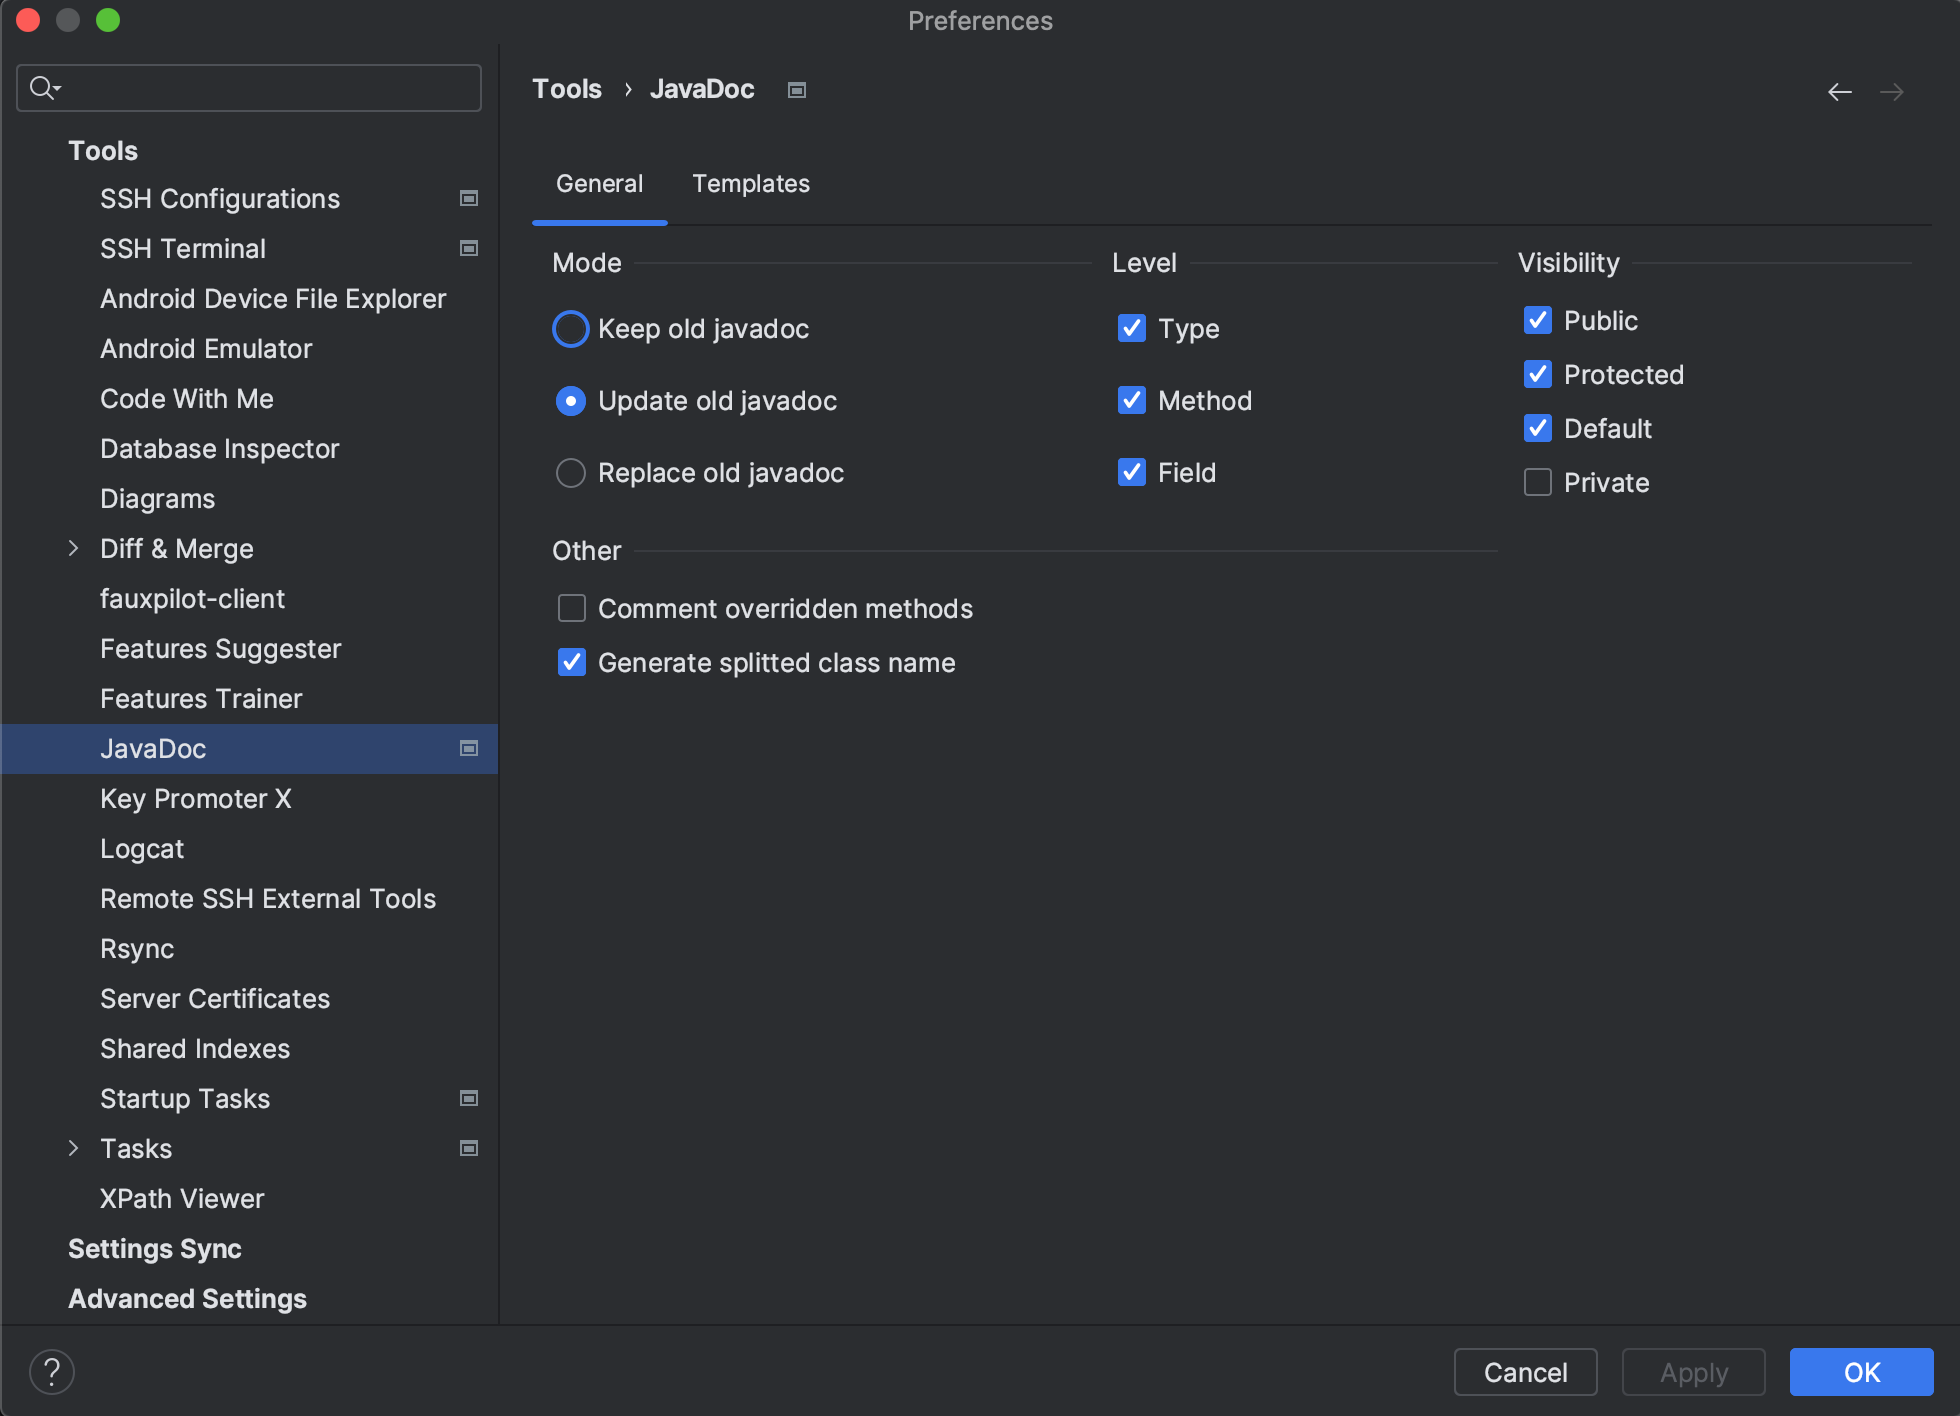 Preferences
Tools
SSH Configurations
SSH Terminal
Android Device File Explorer
Android Emulator
Code With Me
Database Inspector
Diagrams
Diff & Merge
fauxpilot-client
Features Suggester
Features Trainer
JavaDoc
Key Promoter X
Logcat
Remote SSH External Tools
Rsync
Server Certificates
Shared Indexes
Startup Tasks
Tasks
XPath Viewer
Settings Sync
Advanced Settings
Tools › JavaDoc
General Templates
Mode
Keep old javadoc
Update old javadoc
Replace old javadoc
Level
Type
Method
Field
Visibility
Public
Protected
Default
Private
Other
Comment overridden methods
Generate splitted class name
?
Cancel Apply OK